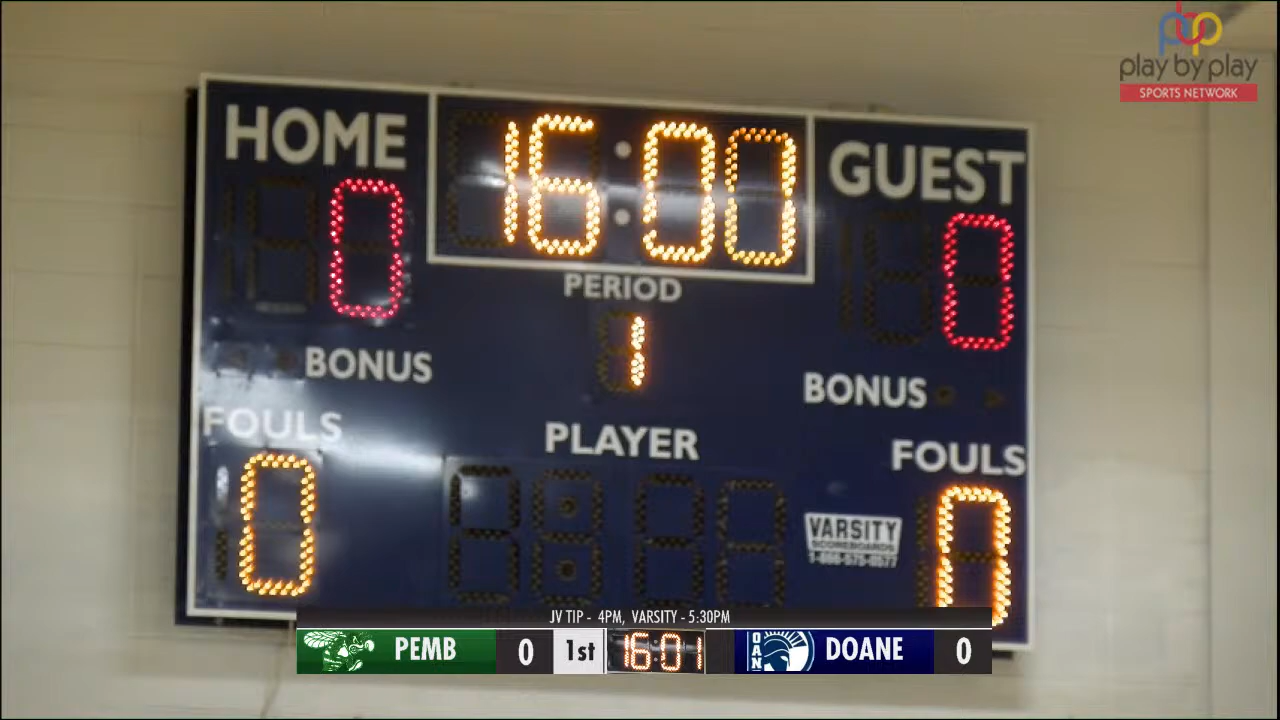 play by play
SPORTS NETWORK
HOME
16:00
GUEST
0
0
PERIOD
1
BONUS
BONUS
FOULS
PLAYER
FOULS
0
0
VARSITY
SCOREBOARDS
JV TIP - 4PM, VARSITY - 5:30PM
PEMB 0 1st 16:01 DOANE 0